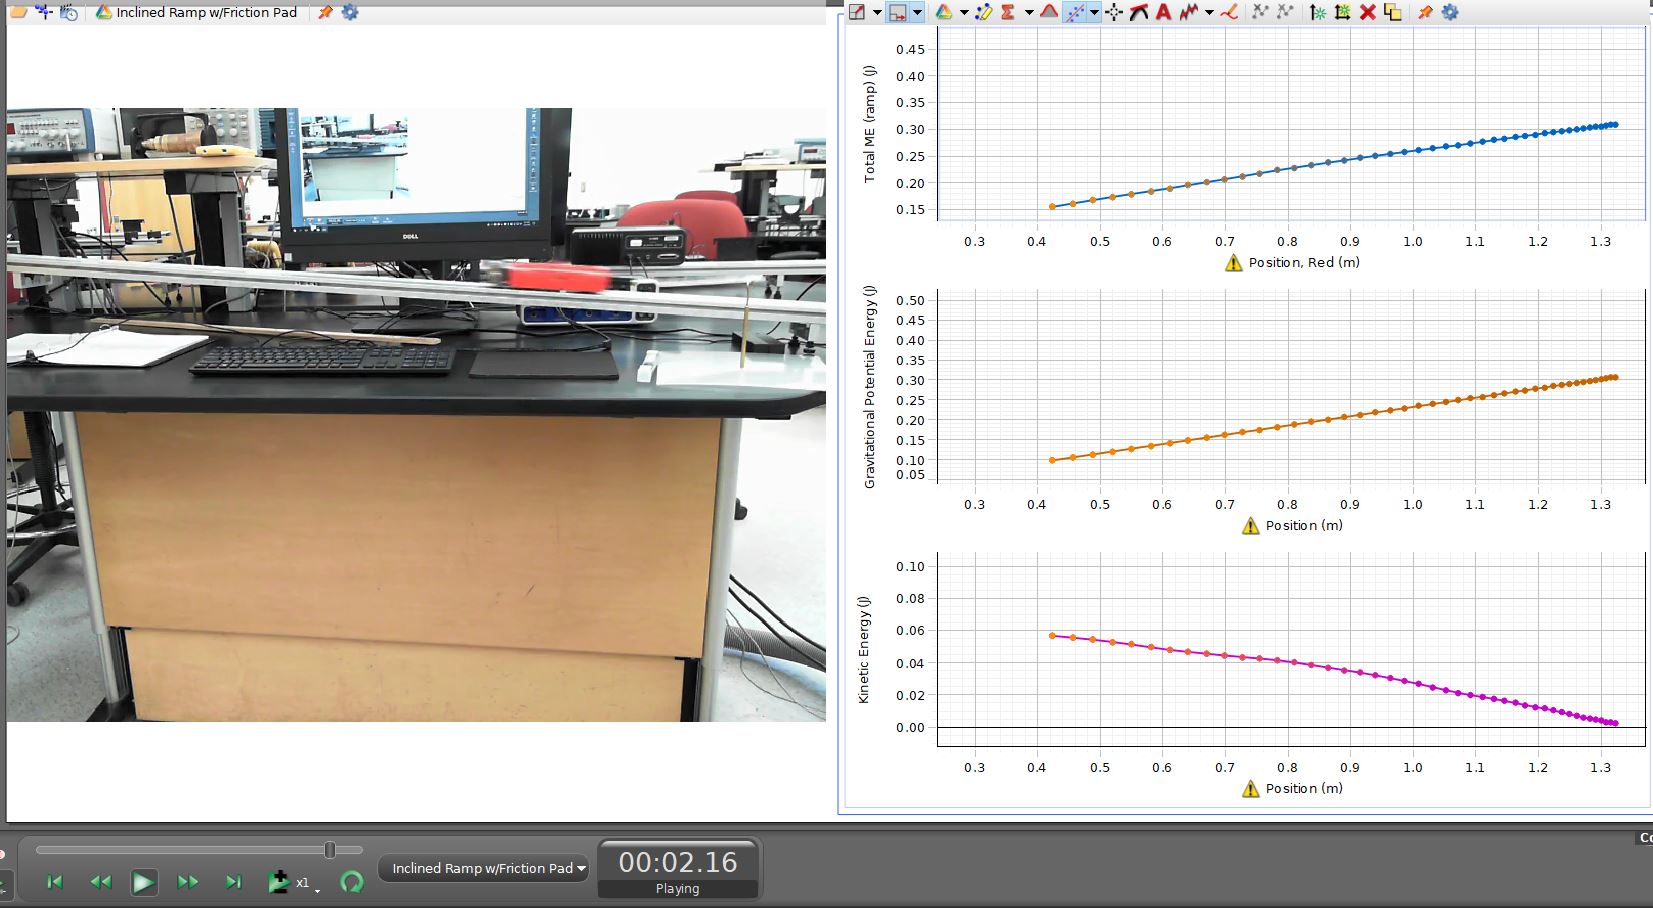 Inclined Ramp w/Friction Pad
DELL
Total ME (ramp) (J)
0.45
0.40
0.35
0.30
0.25
0.20
0.15
0.3 0.4 0.5 0.6 0.7 0.8 0.9 1.0 1.1 1.2 1.3
Position, Red (m)
Gravitational Potential Energy (J)
0.50
0.45
0.40
0.35
0.30
0.25
0.20
0.15
0.10
0.05
0.3 0.4 0.5 0.6 0.7 0.8 0.9 1.0 1.1 1.2 1.3
Position (m)
Kinetic Energy (J)
0.10
0.08
0.06
0.04
0.02
0.00
0.3 0.4 0.5 0.6 0.7 0.8 0.9 1.0 1.1 1.2 1.3
Position (m)
x1
Inclined Ramp w/Friction Pad
00:02.16
Playing
Co